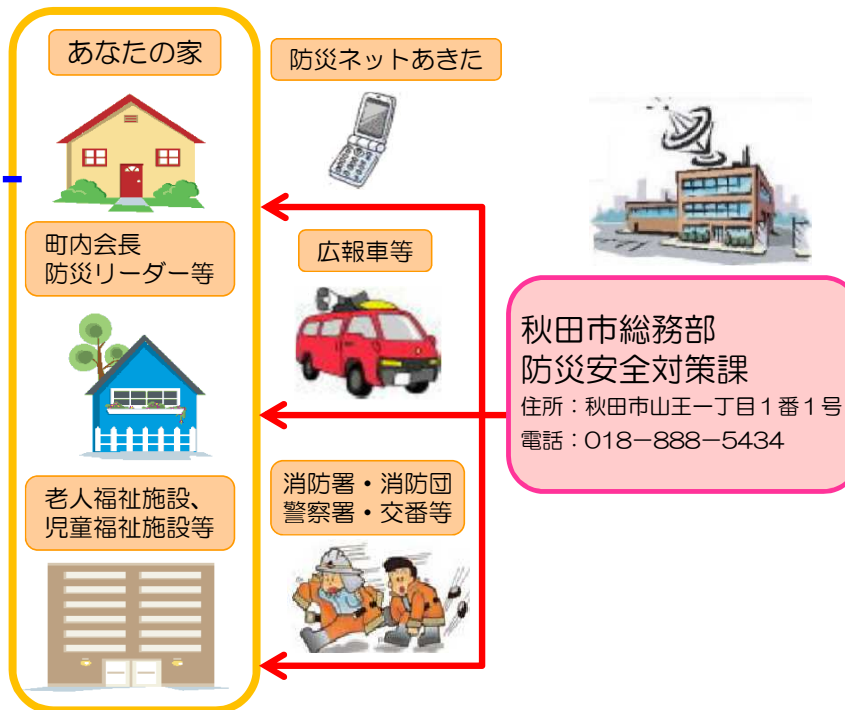 あなたの家
防災ネットあきた
町内会長
防災リーダー等
広報車等
秋田市総務部
防災安全対策課
住所：秋田市山王一丁目１番１号
電話：018－888－5434
老人福祉施設、
児童福祉施設等
消防署・消防団
警察署・交番等